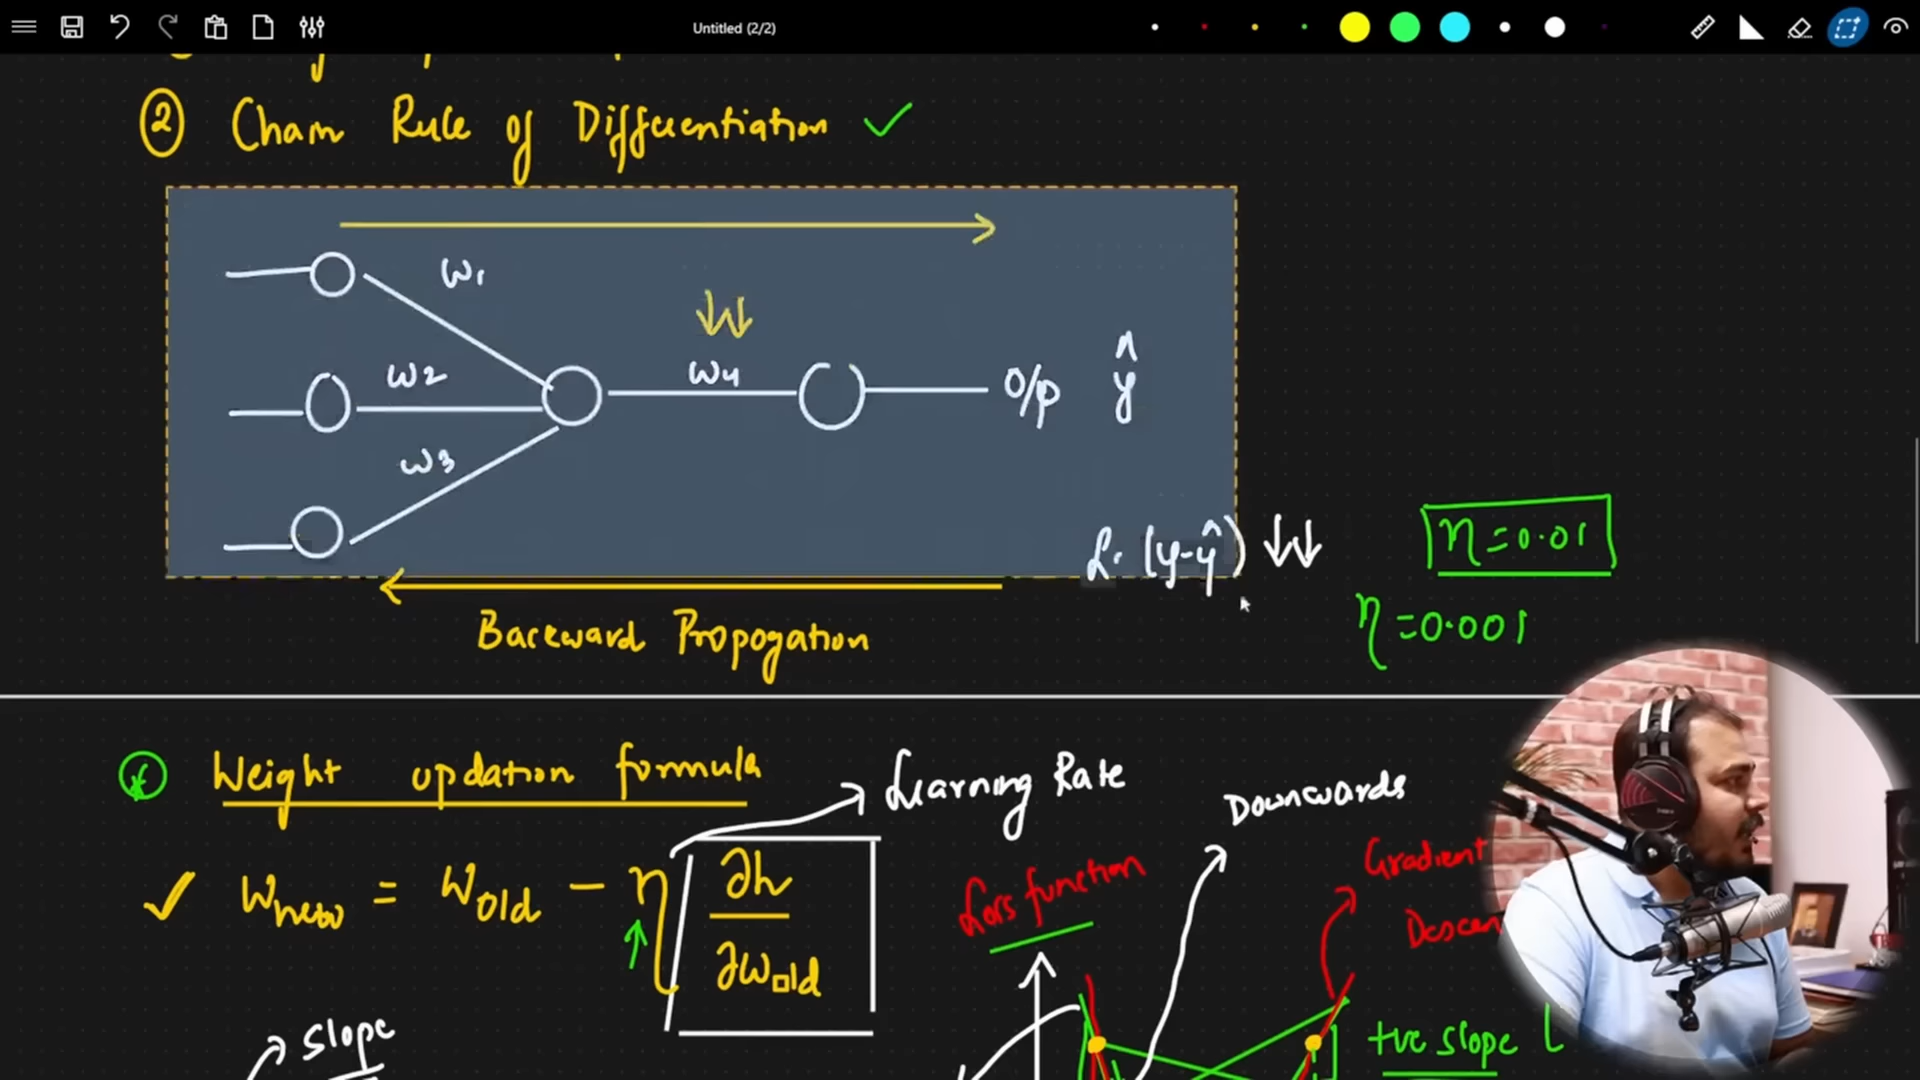 Untitled (2/2)
② Chain Rule of Differentiation ✓
w1
w2
w3
w4
O/p ŷ
L. (y-ŷ) ↓↓
η=0.01
η=0.001
Backward Propogation
Weight updation formula
Learning Rate
Downwards
✓ Wnew = Wold - η ∂h
∂wold
Loss function
Gradient
Descen
Slope
+ve slope